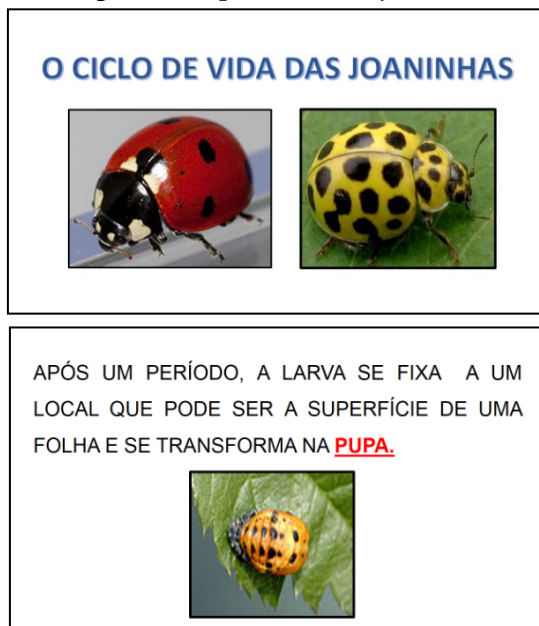 O CICLO DE VIDA DAS JOANINHAS
APÓS UM PERÍODO, A LARVA SE FIXA A UM
LOCAL QUE PODE SER A SUPERFÍCIE DE UMA
FOLHA E SE TRANSFORMA NA PUPA.